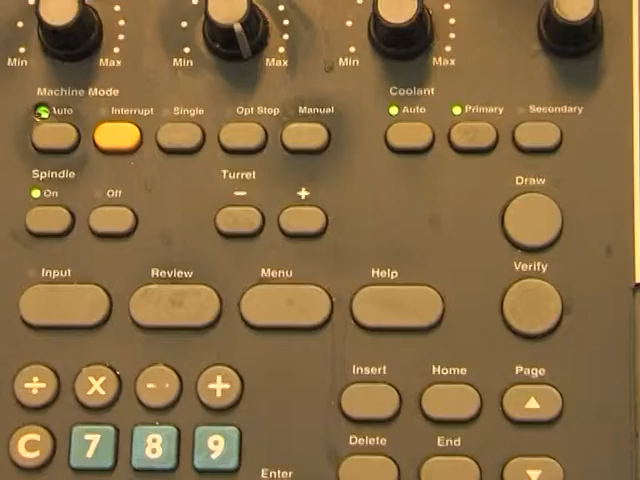 Min Max Min Max Min Max
Machine Mode Coolant
Auto Interrupt Single Opt Stop Manual Auto Primary Secondary
Spindle Turret Draw
On Off - +
Input Review Menu Help Verify
Insert Home Page
÷ X - +
Delete End
C 7 8 9
Enter